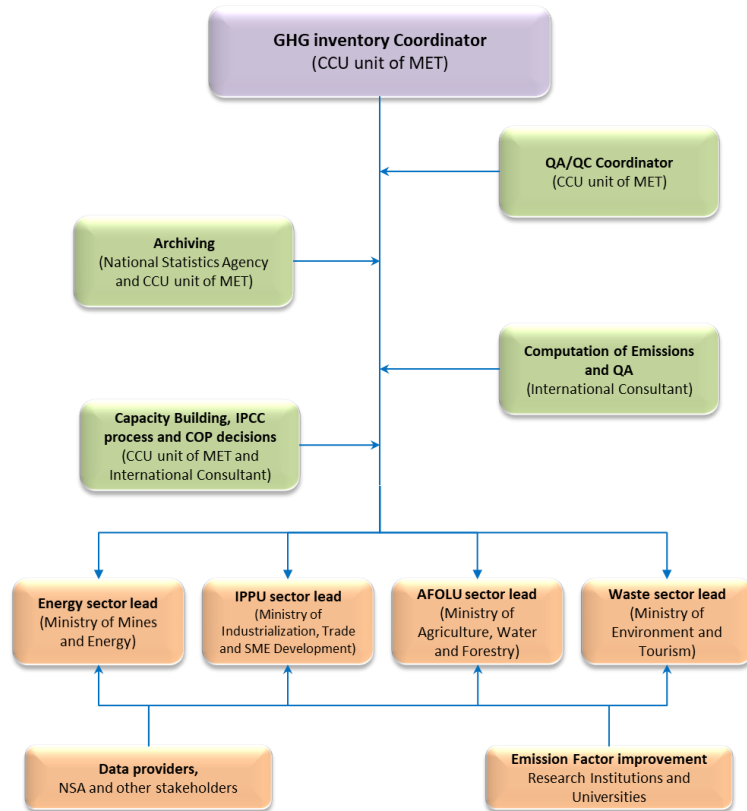 GHG inventory Coordinator
(CCU unit of MET)
QA/QC Coordinator
(CCU unit of MET)
Archiving
(National Statistics Agency
and CCU unit of MET)
Computation of Emissions
and QA
(International Consultant)
Capacity Building, IPCC
process and COP decisions
(CCU unit of MET and
International Consultant)
Energy sector lead
(Ministry of Mines
and Energy)
IPPU sector lead
(Ministry of
Industrialization, Trade
and SME Development)
AFOLU sector lead
(Ministry of
Agriculture, Water
and Forestry)
Waste sector lead
(Ministry of
Environment and
Tourism)
Data providers,
NSA and other stakeholders
Emission Factor improvement
Research Institutions and
Universities